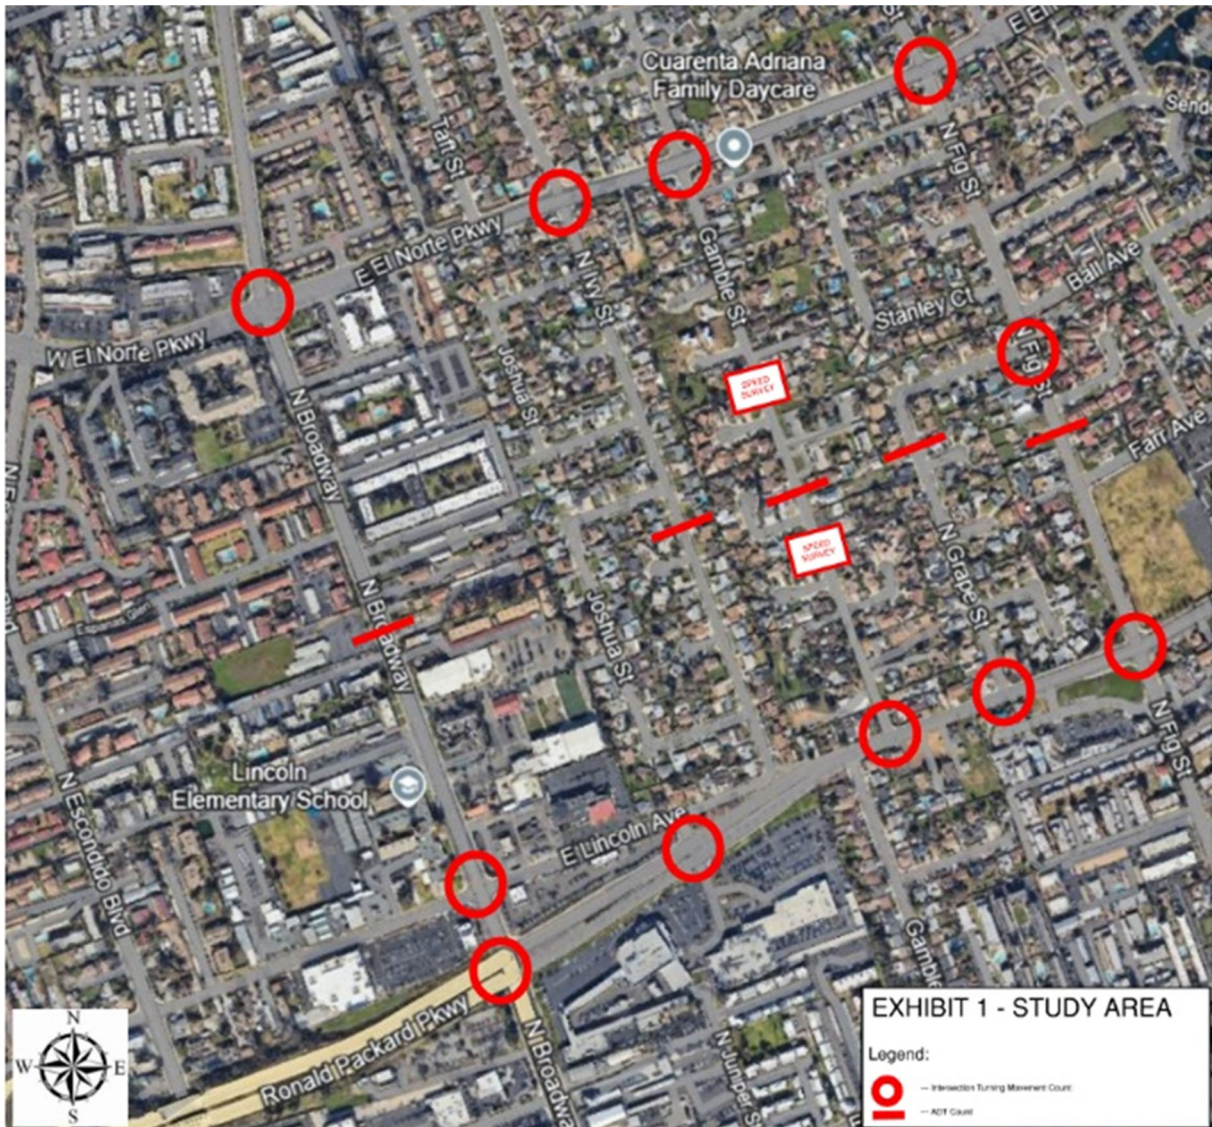 St
E El
Cuarenta Adriana
Family Daycare
Send
Taft St
N Fig St
E El Norte Pkwy
N Ivy St
Gamble St
Ball Ave
Stanley Ct
W El Norte Pkwy
N Fig St
Joshua St
SPEED
SURVEY
N Broadway
Farr Ave
SPEED
SURVEY
N Grape St
N Broadway
Joshua St
N Fig St
Lincoln
Elementary School
N Escondido Blvd
E Lincoln Ave
Gamble
Ronald Packard Pkwy
N Broadwa
N Juniper St
N
W
E
S
EXHIBIT 1 - STUDY AREA
Legend:
— Intersection Turning Movement Count
— ADT Count